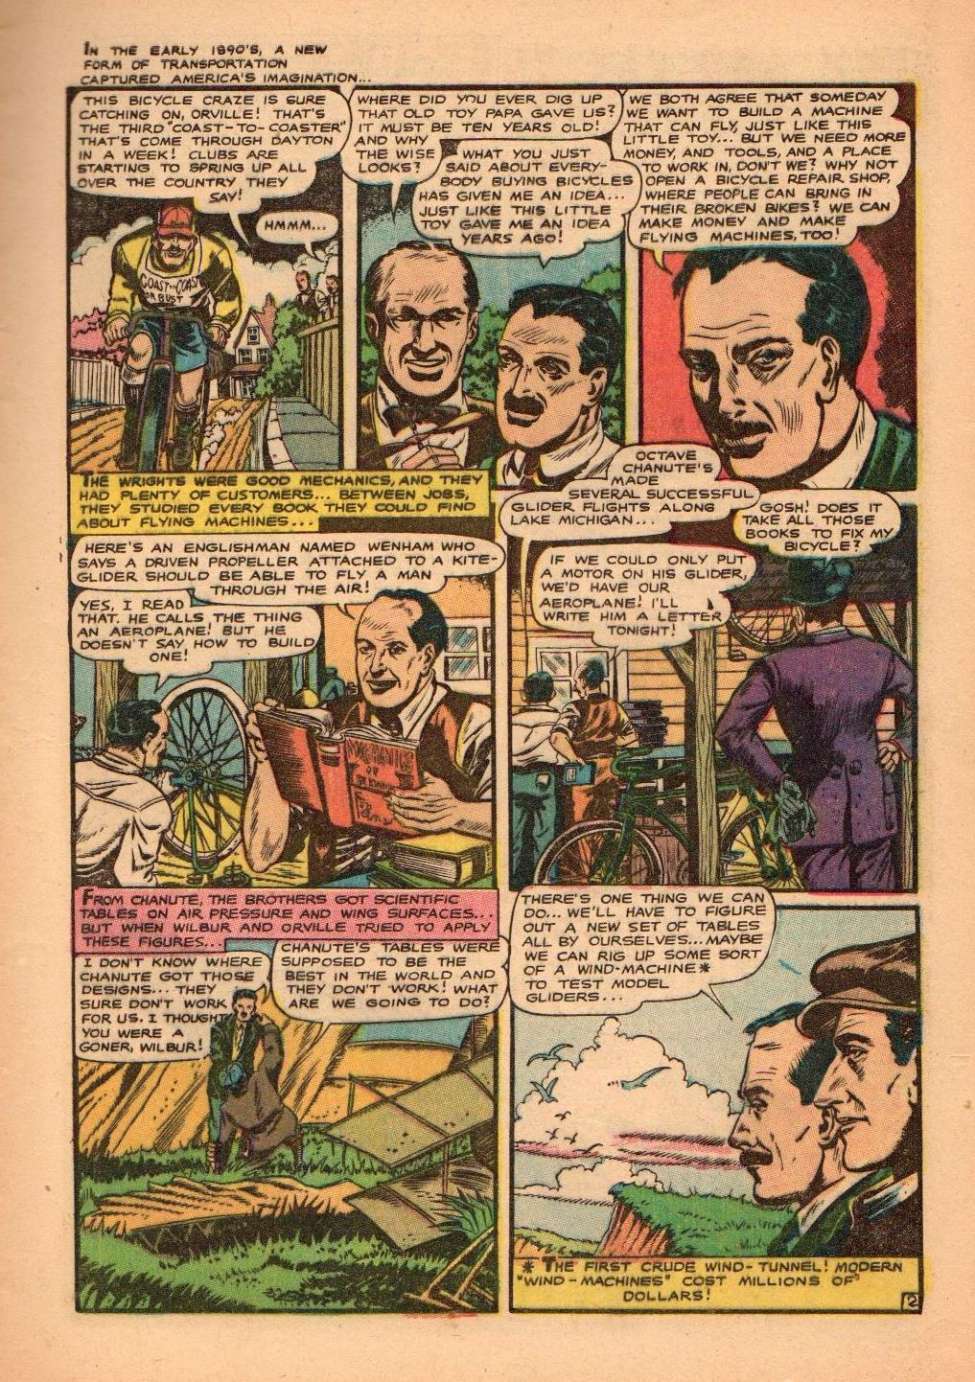 IN THE EARLY 1890'S, A NEW
FORM OF TRANSPORTATION
CAPTURED AMERICA'S IMAGINATION...
THIS BICYCLE CRAZE IS SURE
CATCHING ON, ORVILLE! THAT'S
THE THIRD "COAST-TO-COASTER"
THAT'S COME THROUGH DAYTON
IN A WEEK! CLUBS ARE
STARTING TO SPRING UP ALL
OVER THE COUNTRY THEY
SAY!
HMMM...
COAST TO COAST
OR BUST
WHERE DID YOU EVER DIG UP
THAT OLD TOY PAPA GAVE US?
IT MUST BE TEN YEARS OLD!
AND WHY
THE WISE
LOOKS?
WHAT YOU JUST
SAID ABOUT EVERY-
BODY BUYING BICYCLES
HAS GIVEN ME AN IDEA...
JUST LIKE THIS LITTLE
TOY GAVE ME AN IDEA
YEARS AGO!
WE BOTH AGREE THAT SOMEDAY
WE WANT TO BUILD A MACHINE
THAT CAN FLY, JUST LIKE THIS
LITTLE TOY... BUT WE NEED MORE
MONEY, AND TOOLS, AND A PLACE
TO WORK IN, DON'T WE? WHY NOT
OPEN A BICYCLE REPAIR SHOP,
WHERE PEOPLE CAN BRING IN
THEIR BROKEN BIKES? WE CAN
MAKE MONEY AND MAKE
FLYING MACHINES, TOO!
THE WRIGHTS WERE GOOD MECHANICS, AND THEY
HAD PLENTY OF CUSTOMERS... BETWEEN JOBS,
THEY STUDIED EVERY BOOK THEY COULD FIND
ABOUT FLYING MACHINES...
HERE'S AN ENGLISHMAN NAMED WENHAM WHO
SAYS A DRIVEN PROPELLER ATTACHED TO A KITE-
GLIDER SHOULD BE ABLE TO FLY A MAN
THROUGH THE AIR!
YES, I READ
THAT. HE CALLS THE THING
AN AEROPLANE! BUT HE
DOESN'T SAY, HOW TO BUILD
ONE!
MECHANICS
OF
OCTAVE
CHANUTE'S
MADE
SEVERAL SUCCESSFUL
GLIDER FLIGHTS ALONG
LAKE MICHIGAN...
GOSH! DOES IT
TAKE ALL THOSE
BOOKS TO FIX MY
BICYCLE?
IF WE COULD ONLY PUT
A MOTOR ON HIS GLIDER,
WE'D HAVE OUR
AEROPLANE! I'LL
WRITE HIM A LETTER
TONIGHT!
FROM CHANUTE, THE BROTHERS GOT SCIENTIFIC
TABLES ON AIR PRESSURE AND WING SURFACES...
BUT WHEN WILBUR AND ORVILLE TRIED TO APPLY
THESE FIGURES...
I DON'T KNOW WHERE
CHANUTE GOT THOSE
DESIGNS... THEY
SURE DON'T WORK
FOR US. I THOUGHT
YOU WERE A
GONER, WILBUR!
CHANUTE'S TABLES WERE
SUPPOSED TO BE THE
BEST IN THE WORLD AND
THEY DON'T WORK! WHAT
ARE WE GOING TO DO?
THERE'S ONE THING WE CAN
DO... WE'LL HAVE TO FIGURE
OUT A NEW SET OF TABLES
ALL BY OURSELVES... MAYBE
WE CAN RIG UP SOME SORT
OF A WIND-MACHINE*
TO TEST MODEL
GLIDERS...
* THE FIRST CRUDE WIND-TUNNEL! MODERN
"WIND-MACHINES" COST MILLIONS OF
DOLLARS!
2